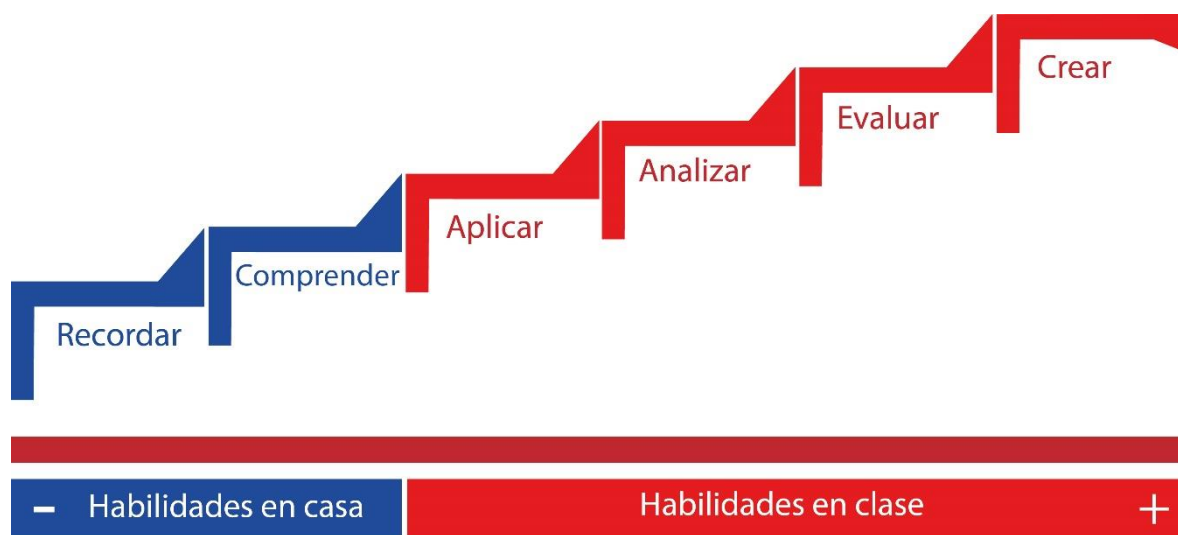 Crear
Evaluar
Analizar
Aplicar
Comprender
Recordar
- Habilidades en casa
Habilidades en clase +